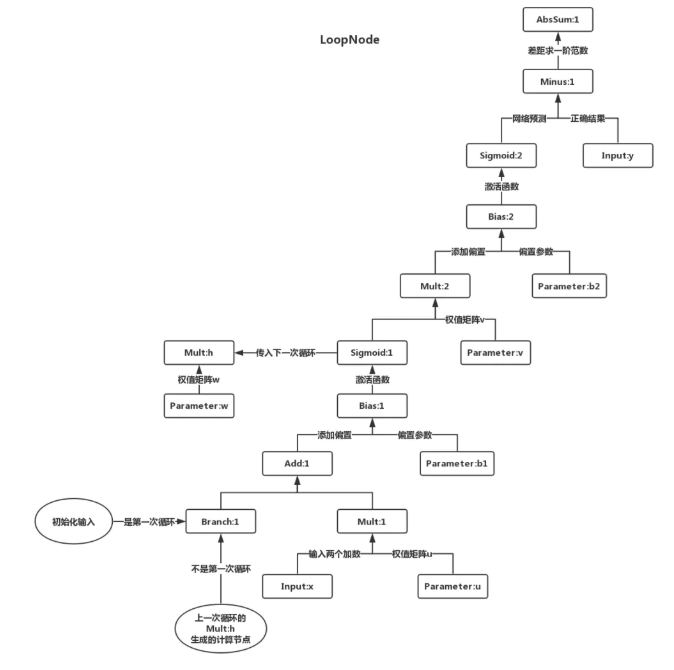 AbsSum:1
LoopNode
差距求一阶范数
Minus:1
网络预测
正确结果
Sigmoid:2
Input:y
激活函数
Bias:2
添加偏置
偏置参数
Mult:2
Parameter:b2
权值矩阵v
Mult:h
传入下一次循环
Sigmoid:1
Parameter:v
权值矩阵w
激活函数
Parameter:w
Bias:1
添加偏置
偏置参数
Add:1
Parameter:b1
初始化输入
是第一次循环
Branch:1
Mult:1
输入两个加数
权值矩阵u
不是第一次循环
Input:x
Parameter:u
上一次循环的
Mult:h
生成的计算节点